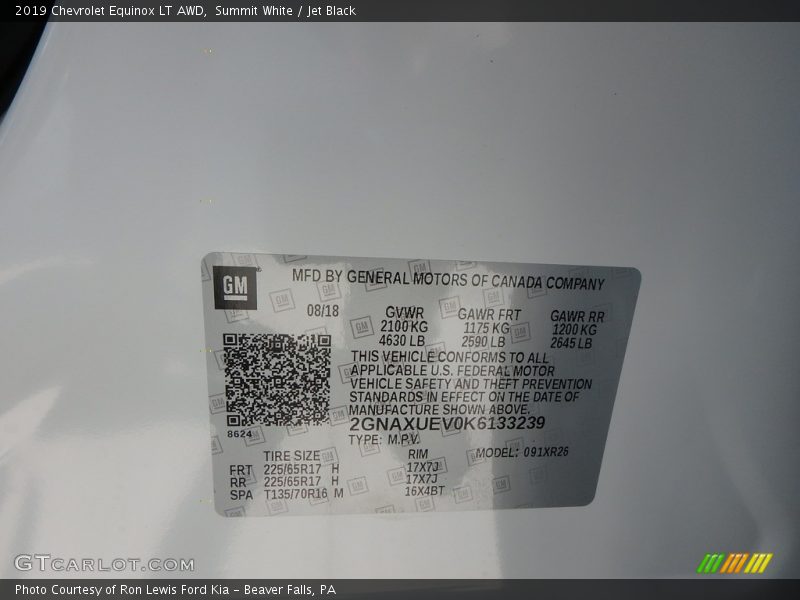 2019 Chevrolet Equinox LT AWD,  Summit White / Jet Black
GM
MFD BY GENERAL MOTORS OF CANADA COMPANY
08/18 GVWR GAWR FRT GAWR RR
2100 KG 1175 KG 1200 KG
4630 LB 2590 LB 2645 LB
THIS VEHICLE CONFORMS TO ALL
APPLICABLE U.S. FEDERAL MOTOR
VEHICLE SAFETY AND THEFT PREVENTION
STANDARDS IN EFFECT ON THE DATE OF
MANUFACTURE SHOWN ABOVE.
2GNAXUEV0K6133239
8624
TYPE: M.P.V.
TIRE SIZE RIM MODEL: 091XR26
FRT 225/65R17 H 17X7J
RR 225/65R17 H 17X7J
SPA T135/70R16 M 16X4BT
GTCARLOT.COM
Photo Courtesy of Ron Lewis Ford Kia – Beaver Falls, PA